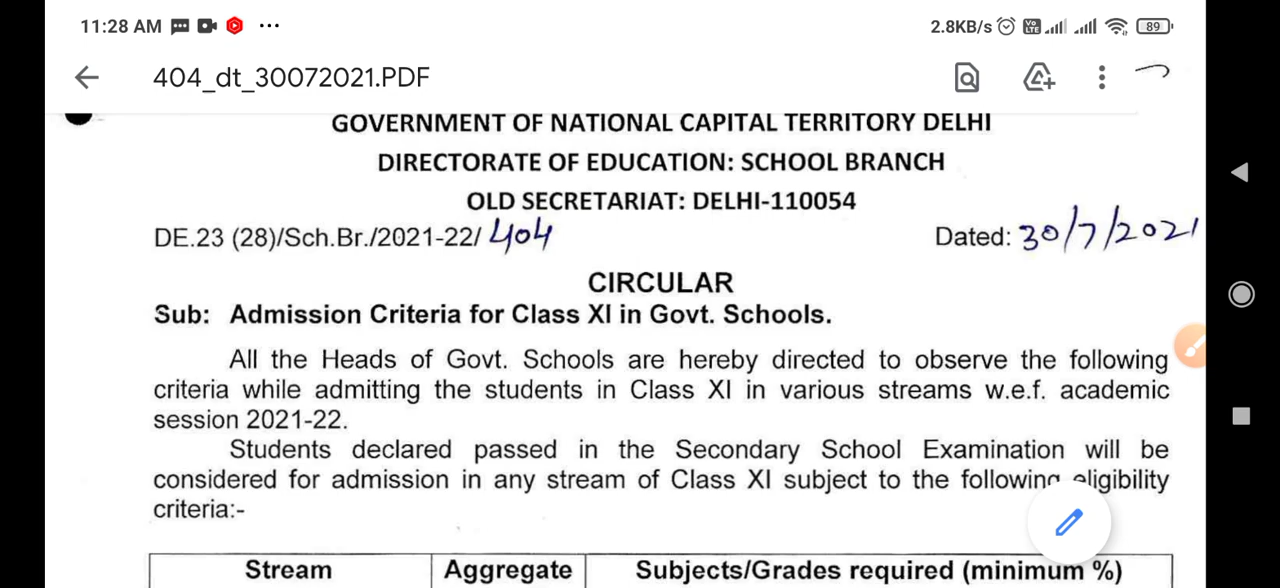 11:28 AM ... 2.8KB/s Vo LTE 89
404_dt_30072021.PDF
GOVERNMENT OF NATIONAL CAPITAL TERRITORY DELHI
DIRECTORATE OF EDUCATION: SCHOOL BRANCH
OLD SECRETARIAT: DELHI-110054
DE.23 (28)/Sch.Br./2021-22/ 404 Dated: 30/7/2021
CIRCULAR
Sub: Admission Criteria for Class XI in Govt. Schools.
All the Heads of Govt. Schools are hereby directed to observe the following
criteria while admitting the students in Class XI in various streams w.e.f. academic
session 2021-22.
Students declared passed in the Secondary School Examination will be
considered for admission in any stream of Class XI subject to the following eligibility
criteria:-
Stream Aggregate Subjects/Grades required (minimum %)